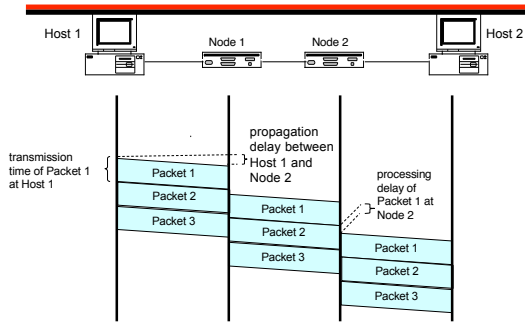 Host 1
Host 2
Node 1
Node 2
propagation
delay between
Host 1 and
Node 2
transmission
time of Packet 1
at Host 1
processing
delay of
Packet 1 at
Node 2
Packet 1
Packet 2
Packet 3
Packet 1
Packet 2
Packet 3
Packet 1
Packet 2
Packet 3